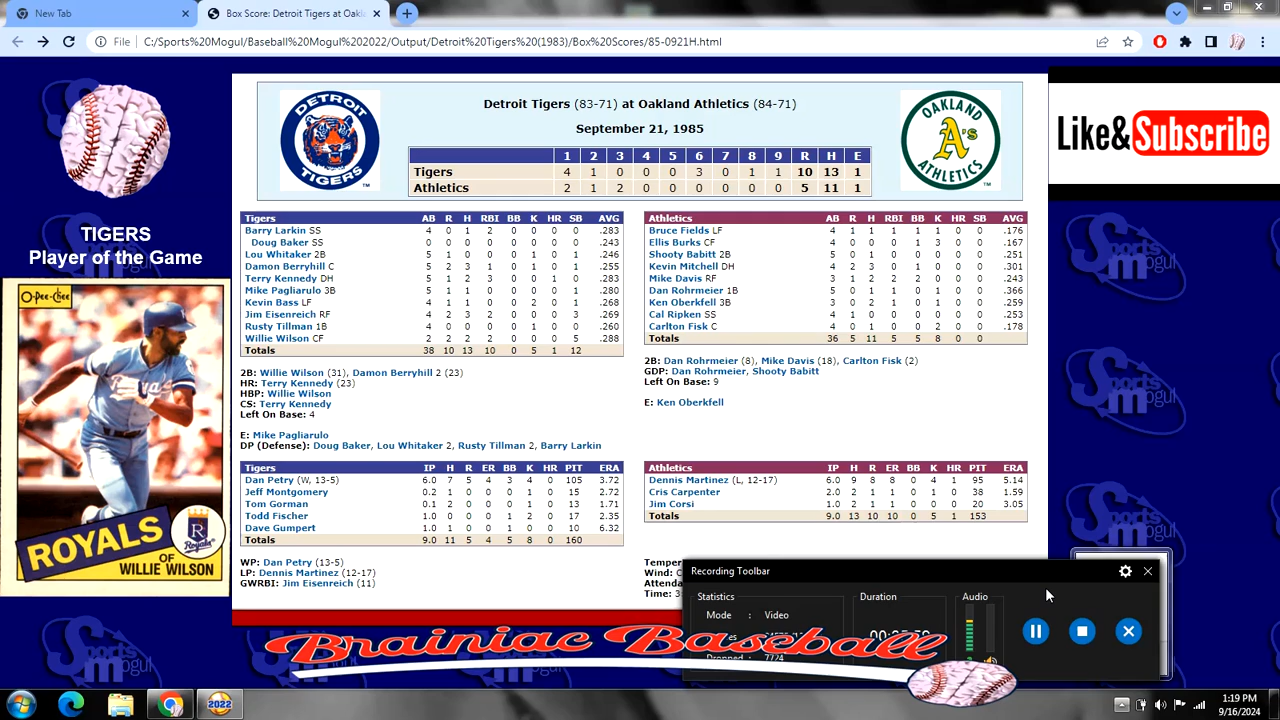 New Tab
Box Score: Detroit Tigers at Oakl
File C:/Sports%20Mogul/Baseball%20Mogul%202022/Output/Detroit%20Tigers(1983)/Box%20Scores/85-0921H.html
DETROIT TIGERS
Detroit Tigers (83-71) at Oakland Athletics (84-71)
September 21, 1985
OAKLAND A's ATHLETICS
1 2 3 4 5 6 7 8 9 R H E
Tigers 4 1 0 0 0 3 0 1 1 10 13 1
Athletics 2 1 2 0 0 0 0 0 0 5 11 1
Like& Subscribe
TIGERS
Player of the Game
O-Pee-Chee
Royals
ROYALS
Royals
OF WILLIE WILSON
Tigers AB R H RBI BB K HR SB AVG
Barry Larkin SS 4 0 1 2 0 0 0 0 .283
Doug Baker SS 0 0 0 0 0 0 0 0 .243
Lou Whitaker 2B 5 1 0 0 0 1 0 1 .246
Damon Berryhill C 5 2 3 1 0 1 0 1 .255
Terry Kennedy DH 5 1 2 3 0 0 1 0 .283
Mike Pagliarulo 3B 5 1 1 0 0 0 0 1 .280
Kevin Bass LF 4 1 1 0 0 2 0 1 .268
Jim Eisenreich RF 4 2 3 2 0 0 0 3 .269
Rusty Tillman 1B 4 0 0 0 0 1 0 0 .260
Willie Wilson CF 2 2 2 2 0 0 0 5 .288
Totals 38 10 13 10 0 5 1 12
2B: Willie Wilson (31), Damon Berryhill 2 (23)
HR: Terry Kennedy (23)
HBP: Willie Wilson
CS: Terry Kennedy
Left On Base: 4
E: Mike Pagliarulo
DP (Defense): Doug Baker, Lou Whitaker 2, Rusty Tillman 2, Barry Larkin
Athletics AB R H RBI BB K HR SB AVG
Bruce Fields LF 4 1 1 1 1 1 0 0 .176
Ellis Burks CF 4 0 1 0 1 3 0 0 .167
Shooty Babitt 2B 5 0 1 0 0 0 0 0 .251
Kevin Mitchell DH 4 2 3 0 1 0 0 0 .301
Mike Davis RF 3 1 1 2 2 2 0 0 .243
Dan Rohrmeier 1B 5 1 1 1 0 0 0 0 .366
Ken Oberkfell 3B 3 0 2 1 0 1 0 0 .259
Cal Ripken SS 4 0 1 0 0 0 0 0 .253
Carlton Fisk C 4 0 1 0 0 2 0 0 .178
Totals 36 5 11 5 5 8 0 0
2B: Dan Rohrmeier (8), Mike Davis (18), Carlton Fisk (2)
GDP: Dan Rohrmeier, Shooty Babitt
Left On Base: 9
E: Ken Oberkfell
Tigers IP H R ER BB K HR PIT ERA
Dan Petry (W, 13-5) 6.0 7 5 4 3 4 0 105 3.72
Jeff Montgomery 0.2 1 0 0 0 1 0 15 2.72
Tom Gorman 0.1 2 0 0 0 1 0 13 1.71
Todd Fischer 1.0 0 0 0 1 2 0 17 2.35
Dave Gumpert 1.0 1 0 0 1 0 0 10 6.32
Totals 9.0 11 5 4 5 8 0 160
WP: Dan Petry (13-5)
LP: Dennis Martinez (12-17)
GWRBI: Jim Eisenreich (11)
Athletics IP H R ER BB K HR PIT ERA
Dennis Martinez (L, 12-17) 6.0 9 8 8 0 4 1 95 5.14
Cris Carpenter 2.0 2 1 1 0 1 0 38 1.59
Jim Corsi 1.0 2 1 1 0 0 0 20 3.05
Totals 9.0 13 10 10 0 5 1 153
Temper
Wind: C
Attenda
Time: 3
Recording Toolbar
Statistics
Mode : Video
Dropped : 7724
Duration
Audio
Brainiac Baseball
Sports Mogul
2022
1:19 PM
9/16/2024